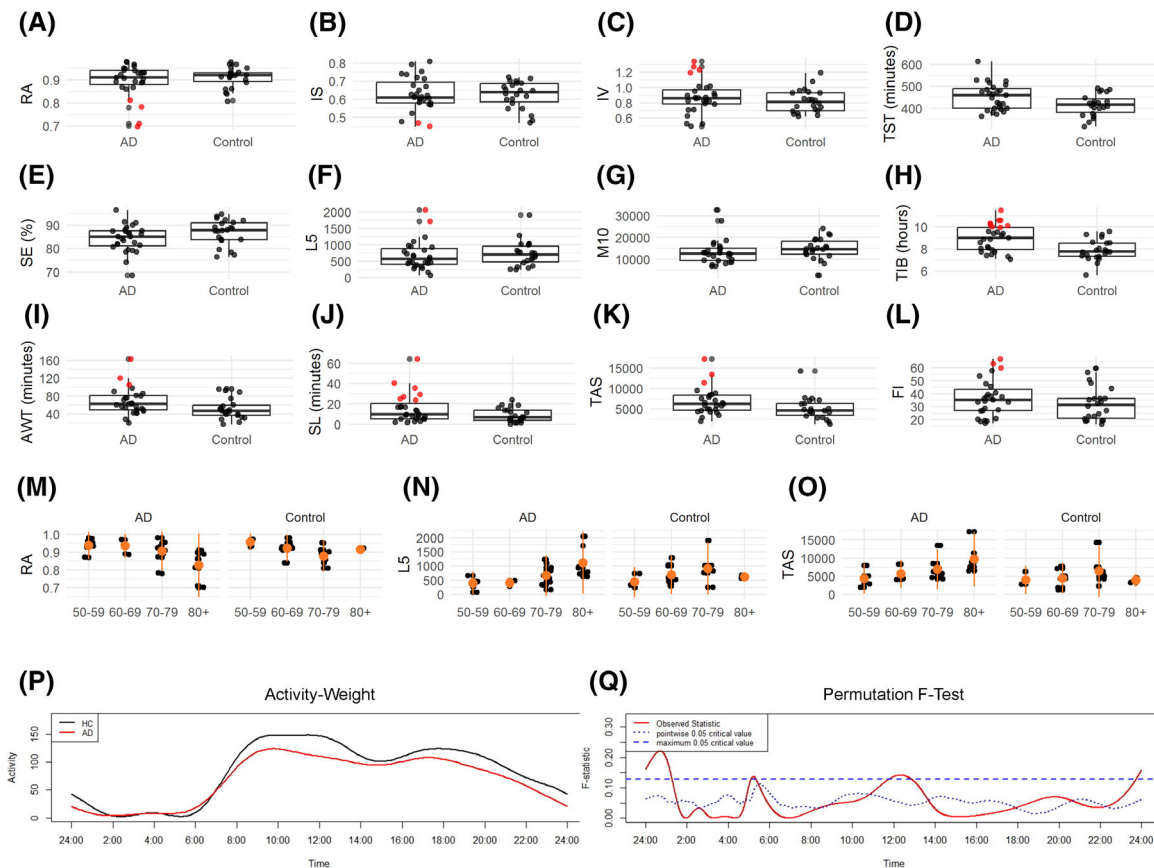 (A)
RA
0.9
0.8
0.7
AD Control
(B)
IS
0.8
0.7
0.6
0.5
AD Control
(C)
IV
1.2
1.0
0.8
0.6
AD Control
(D)
TST (minutes)
600
500
400
AD Control
(E)
SE (%)
90
80
70
AD Control
(F)
L5
2000
1500
1000
500
0
AD Control
(G)
M10
30000
20000
10000
AD Control
(H)
TIB (hours)
10
8
6
AD Control
(I)
AWT (minutes)
160
120
80
40
AD Control
(J)
SL (minutes)
60
40
20
0
AD Control
(K)
TAS
15000
10000
5000
AD Control
(L)
FI
60
50
40
30
20
AD Control
(M)
AD Control
RA
1.0
0.9
0.8
0.7
50-59 60-69 70-79 80+ 50-59 60-69 70-79 80+
(N)
AD Control
L5
2000
1500
1000
500
0
50-59 60-69 70-79 80+ 50-59 60-69 70-79 80+
(O)
AD Control
TAS
15000
10000
5000
0
50-59 60-69 70-79 80+ 50-59 60-69 70-79 80+
(P)
Activity-Weight
HC
AD
Activity
150
100
50
0
24:00 2:00 4:00 6:00 8:00 10:00 12:00 14:00 16:00 18:00 20:00 22:00 24:00
Time
(Q)
Permutation F-Test
Observed Statistic
pointwise 0.05 critical value
maximum 0.05 critical value
F-statistic
0.30
0.20
0.10
0.00
24:00 2:00 4:00 6:00 8:00 10:00 12:00 14:00 16:00 18:00 20:00 22:00 24:00
Time